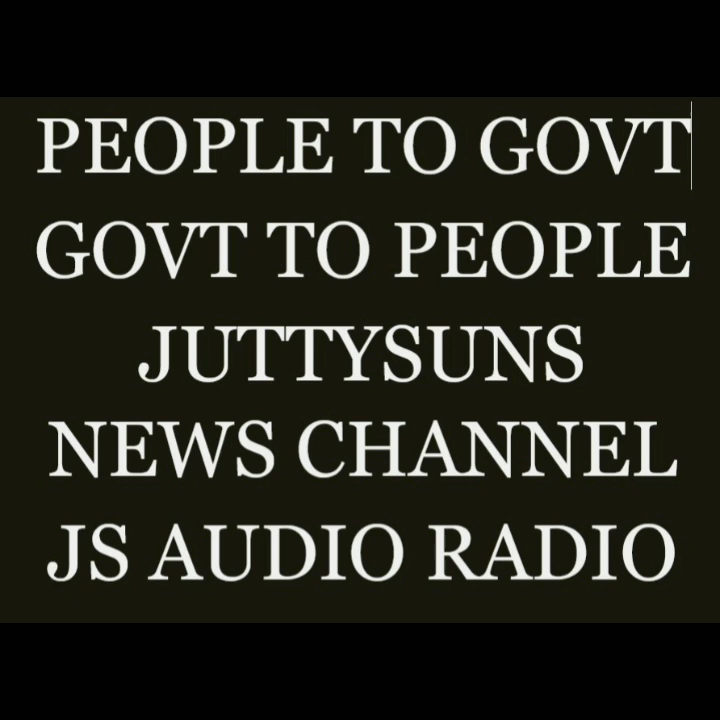 PEOPLE TO GOVT
GOVT TO PEOPLE
JUTTYSUNS
NEWS CHANNEL
JS AUDIO RADIO